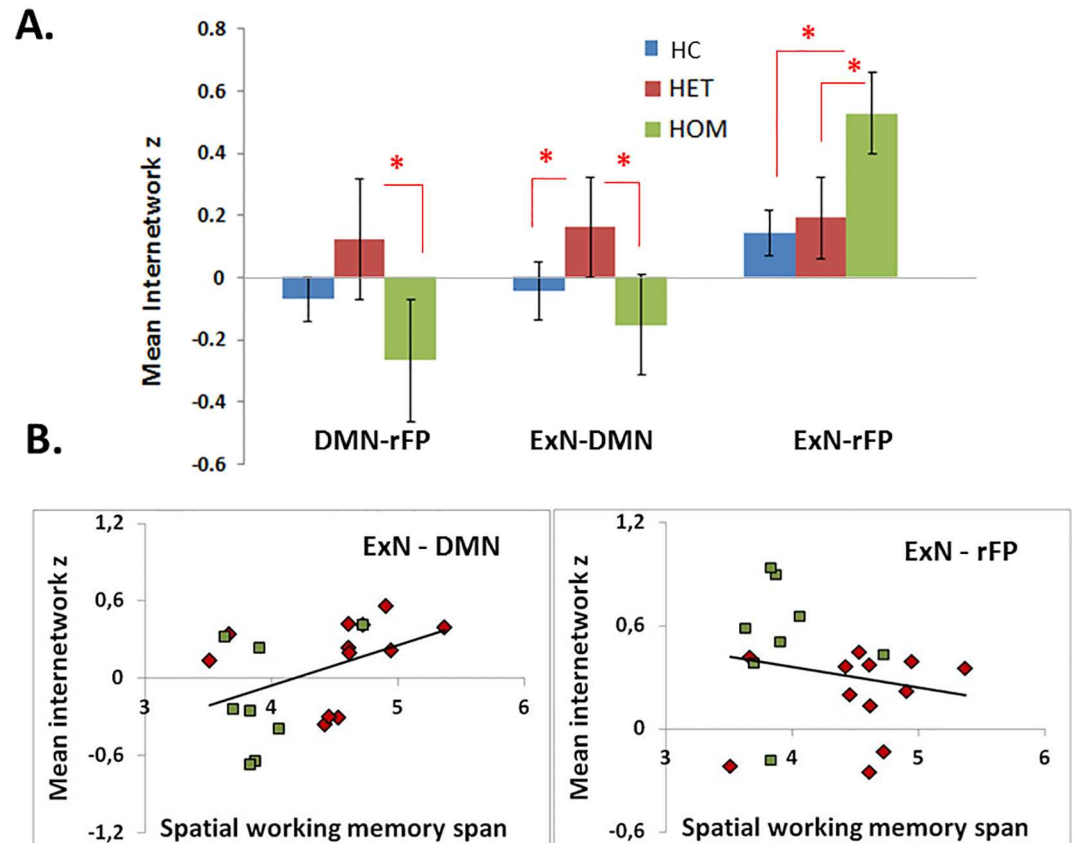 A.
Mean Internetwork z
0.8
0.6
0.4
0.2
0
-0.2
-0.4
-0.6
HC
HET
HOM
*
*
*
*
*
DMN-rFP
ExN-DMN
ExN-rFP
B.
Mean internetwork z
1,2
0,6
0
-0,6
-1,2
ExN - DMN
3
4
5
6
Spatial working memory span
Mean internetwork z
1,2
0,6
0
-0,6
ExN - rFP
3
4
5
6
Spatial working memory span